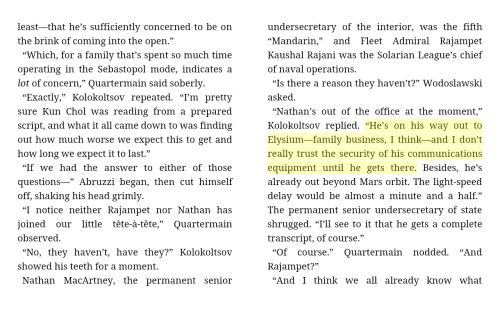 least—that he’s sufficiently concerned to be on
the brink of coming into the open.”
“Which, for a family that’s spent so much time
operating in the Sebastopol mode, indicates a
lot of concern,” Quartermain said soberly.
“Exactly,” Kolokoltsov repeated. “I’m pretty
sure Kun Chol was reading from a prepared
script, and what it all came down to was finding
out how much worse we expect this to get and
how long we expect it to last.”
“If we had the answer to either of those
questions—” Abruzzi began, then cut himself
off, shaking his head grimly.
“I notice neither Rajampet nor Nathan has
joined our little tête-à-tête,” Quartermain
observed.
“No, they haven’t, have they?” Kolokoltsov
showed his teeth for a moment.
Nathan MacArtney, the permanent senior
undersecretary of the interior, was the fifth
“Mandarin,” and Fleet Admiral Rajampet
Kaushal Rajani was the Solarian League’s chief
of naval operations.
“Is there a reason they haven’t?” Wodoslawski
asked.
“Nathan’s out of the office at the moment,”
Kolokoltsov replied. “He’s on his way out to
Elysium—family business, I think—and I don’t
really trust the security of his communications
equipment until he gets there. Besides, he’s
already out beyond Mars orbit. The light-speed
delay would be almost a minute and a half.”
The permanent senior undersecretary of state
shrugged. “I’ll see to it that he gets a complete
transcript, of course.”
“Of course.” Quartermain nodded. “And
Rajampet?”
“And I think we all already know what